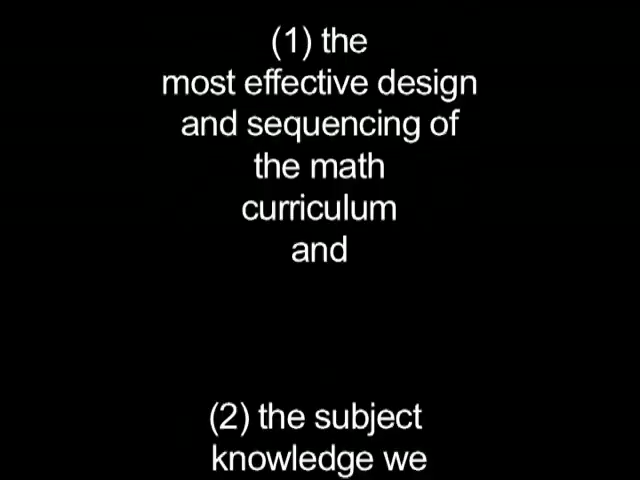 (1) the
most effective design
and sequencing of
the math
curriculum
and
(2) the subject
knowledge we